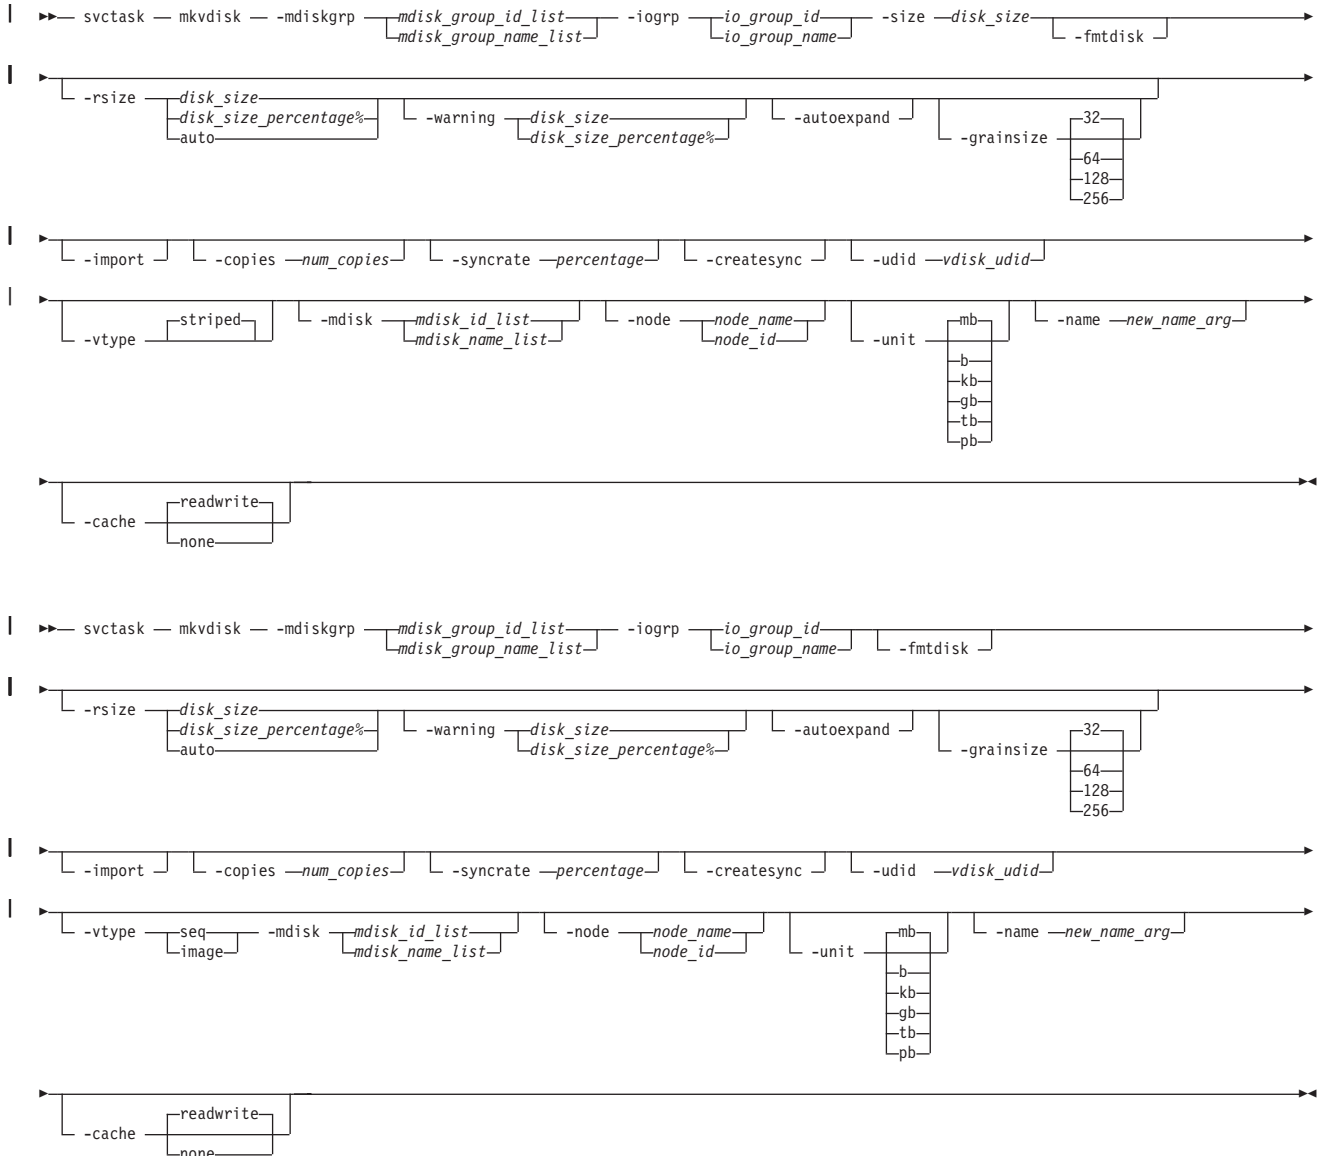 svctask mkvdisk -mdiskgrp mdisk_group_id_list -iogrp io_group_id -size disk_size
mdisk_group_name_list io_group_name -fmtdisk
-rsize disk_size
disk_size_percentage% -warning disk_size -autoexpand 32
auto disk_size_percentage% -grainsize
64
128
256
-import -copies num_copies -syncrate percentage -createsync -udid vdisk_udid
striped -mdisk mdisk_id_list -node node_name mb -name new_name_arg
-vtype mdisk_name_list node_id -unit
b
kb
gb
tb
pb
readwrite
-cache
none
svctask mkvdisk -mdiskgrp mdisk_group_id_list -iogrp io_group_id
mdisk_group_name_list io_group_name -fmtdisk
-rsize disk_size
disk_size_percentage% -warning disk_size -autoexpand 32
auto disk_size_percentage% -grainsize
64
128
256
-import -copies num_copies -syncrate percentage -createsync -udid vdisk_udid
-vtype seq -mdisk mdisk_id_list -node node_name mb -name new_name_arg
image mdisk_name_list node_id -unit
b
kb
gb
tb
pb
readwrite
-cache
none